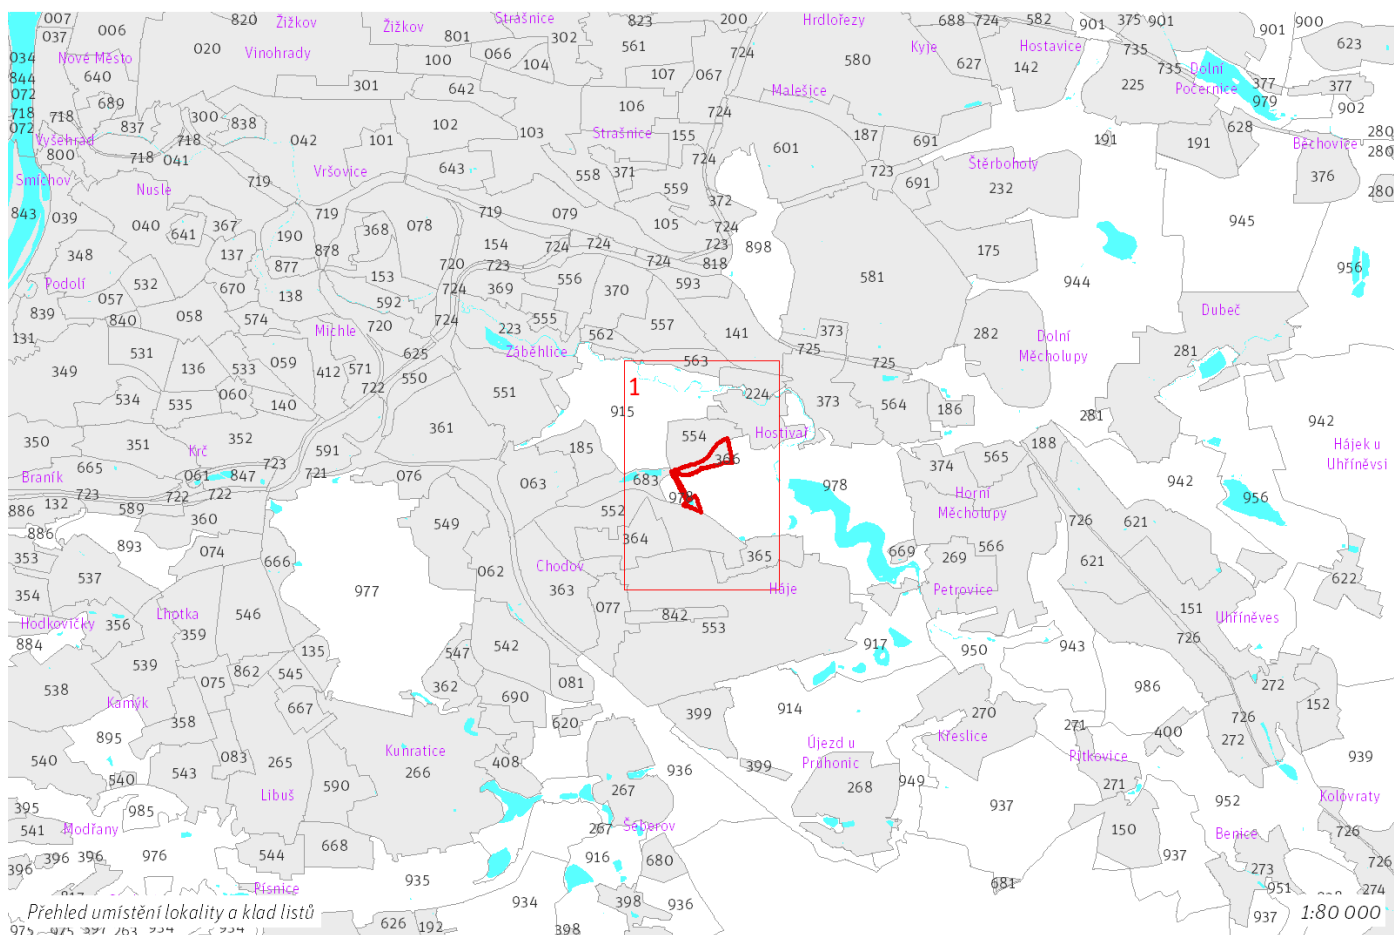 007 820 Žižkov Žižkov Strašnice 823 200 Hrdlořezy 688 724 582 375 901 900
037 006 020 Vinohrady 801 066 302 561 724 580 Kyje Hostavice 901 901 623
034 Nové Město 100 104 627 142 735 735 Dolní
844 640 301 642 107 067 Malešice 225 Počernice 377 377
072 689 979 902
718 718 837 300 838 042 101 102 103 106 Strašnice 155 724 187 691 191 191 628 280
072 Vyšehrad 718 718 601 Běchovice
800 041 Vršovice 643 558 371 724 723 Štěrboholy 280
Smíchov Nusle 719 559 691 232 376
843 039 040 641 367 719 368 078 719 079 105 372 945 280
348 137 190 878 154 724 724 724 723 898 175
877 720 723 724 818 581 956
Podolí 532 670 138 153 724 369 556 370 593 944
057 592 Dubeč
839 840 058 574 Michle 720 724 223 555 562 557 141 373 282 Dolní
131 531 136 533 059 412 571 625 Záběhlice 563 725 725 Měcholupy 281
349 722 550 1
534 535 060 140 551 915 224 373 564 186 281 942
350 351 Krč 352 591 361 185 554 Hostivař 188 Hájek u
Braník 665 061 847 723 721 076 063 683 366 374 565 942 Uhříněvsi
886 132 723 589 722 722 978 978 Horní 956
886 360 549 552 Měcholupy 726 621
353 893 074 666 364 365 669 269 566 621
354 537 977 062 Chodov 363 Háje Petrovice 622
Hodkovičky 356 Lhotka 546 077 842 151 Uhříněves
884 359 553 917 726
539 135 547 542 950 943
538 075 862 545 362 690 081 986 272
Kamýk 358 667 399 914 270 152
895 620 Újezd u Křeslice 271 400 726
540 083 265 Kunratice 408 Průhonic Pitkovice 272 939
540 543 590 266 399 936 268 949 271
395 985 Libuš 267 937 952 Kolovraty
541 Modřany 267 Šeberov 150 Benice 726
396 396 396 976 544 668 916 680 937 726
935 681 273
Písnice 934 398 936 951 274
Přehled umístění lokality a klad listů 626 192 398 937 1:80 000